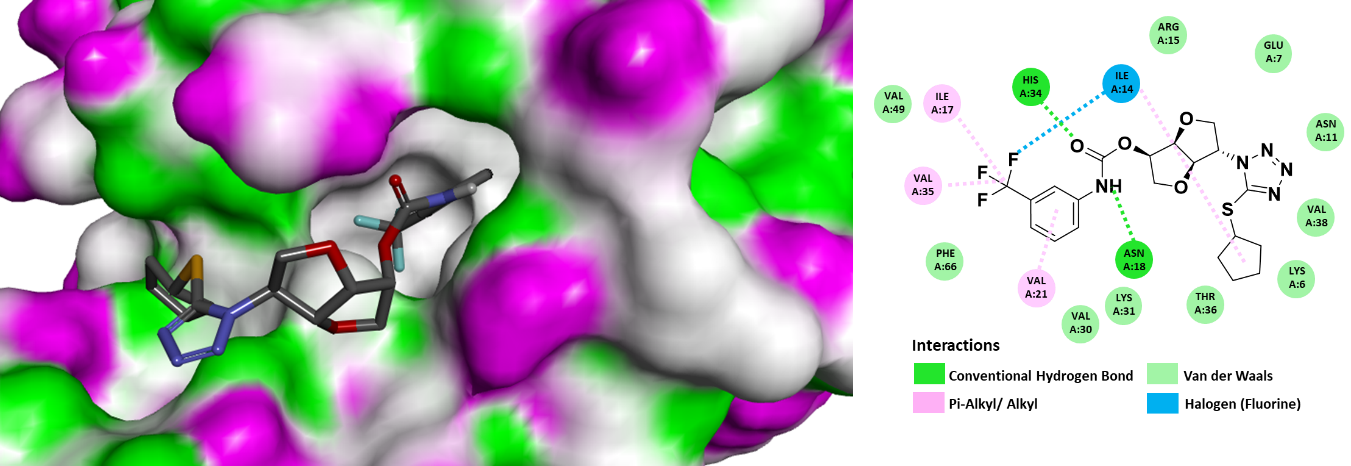 ARG
A:15
GLU
A:7
HIS
A:34
ILE
A:14
VAL
A:49
ILE
A:17
ASN
A:11
O
O
O
F
F
F
NH
O
N
N
N
N
S
VAL
A:35
VAL
A:38
PHE
A:66
ASN
A:18
LYS
A:6
VAL
A:21
LYS
A:31
THR
A:36
VAL
A:30
Interactions
Conventional Hydrogen Bond
Van der Waals
Pi-Alkyl/ Alkyl
Halogen (Fluorine)